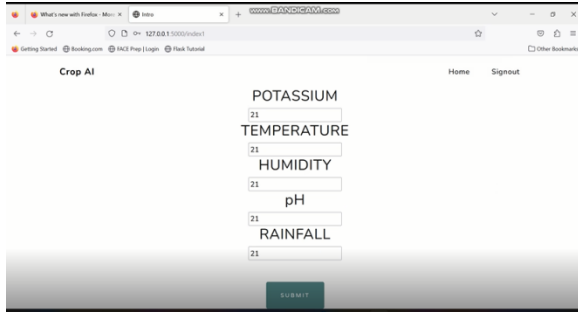 www.BANDICAM.com
What's new with Firefox - More
Intro
127.0.0.1:5000/index1
Getting Started Booking.com FACE Prep | Login Flask Tutorial Other Bookmarks
Crop AI Home Signout
POTASSIUM
21
TEMPERATURE
21
HUMIDITY
21
pH
21
RAINFALL
21
SUBMIT